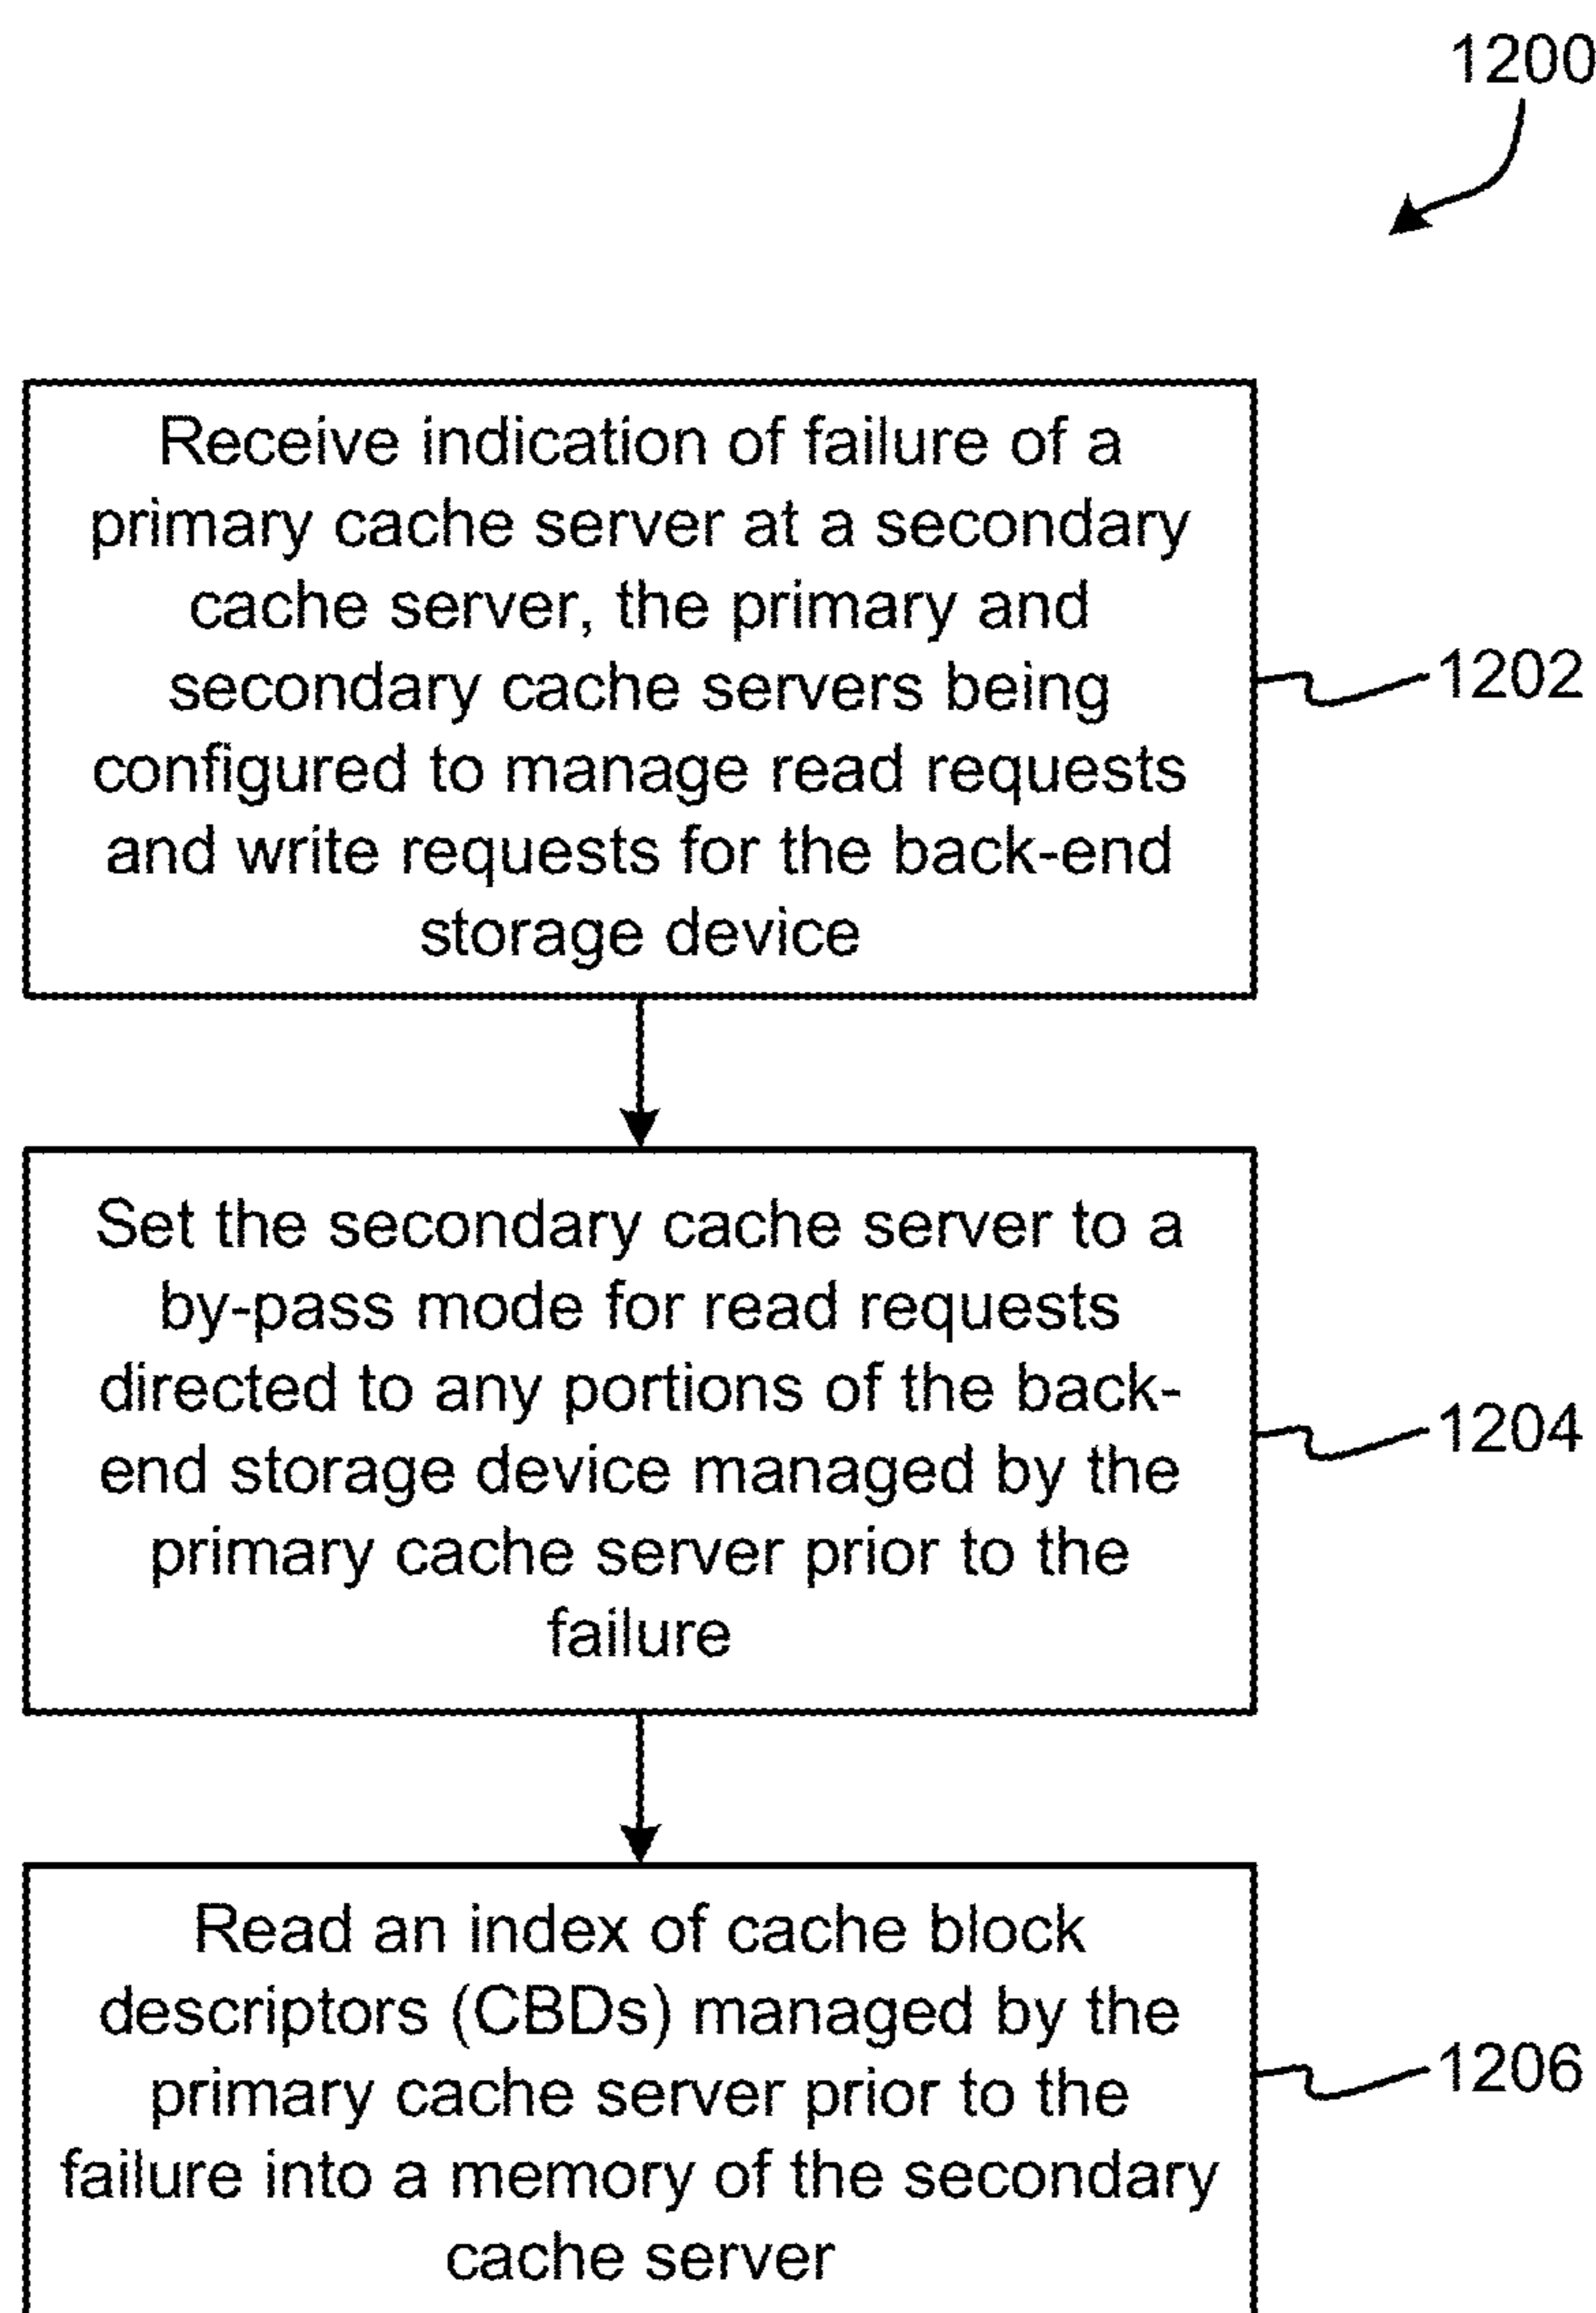 1200
Receive indication of failure of a
primary cache server at a secondary
cache server, the primary and
secondary cache servers being
configured to manage read requests
and write requests for the back-end
storage device
1202
Set the secondary cache server to a
by-pass mode for read requests
directed to any portions of the back-
end storage device managed by the
primary cache server prior to the
failure
1204
Read an index of cache block
descriptors (CBDs) managed by the
primary cache server prior to the
failure into a memory of the secondary
cache server
1206